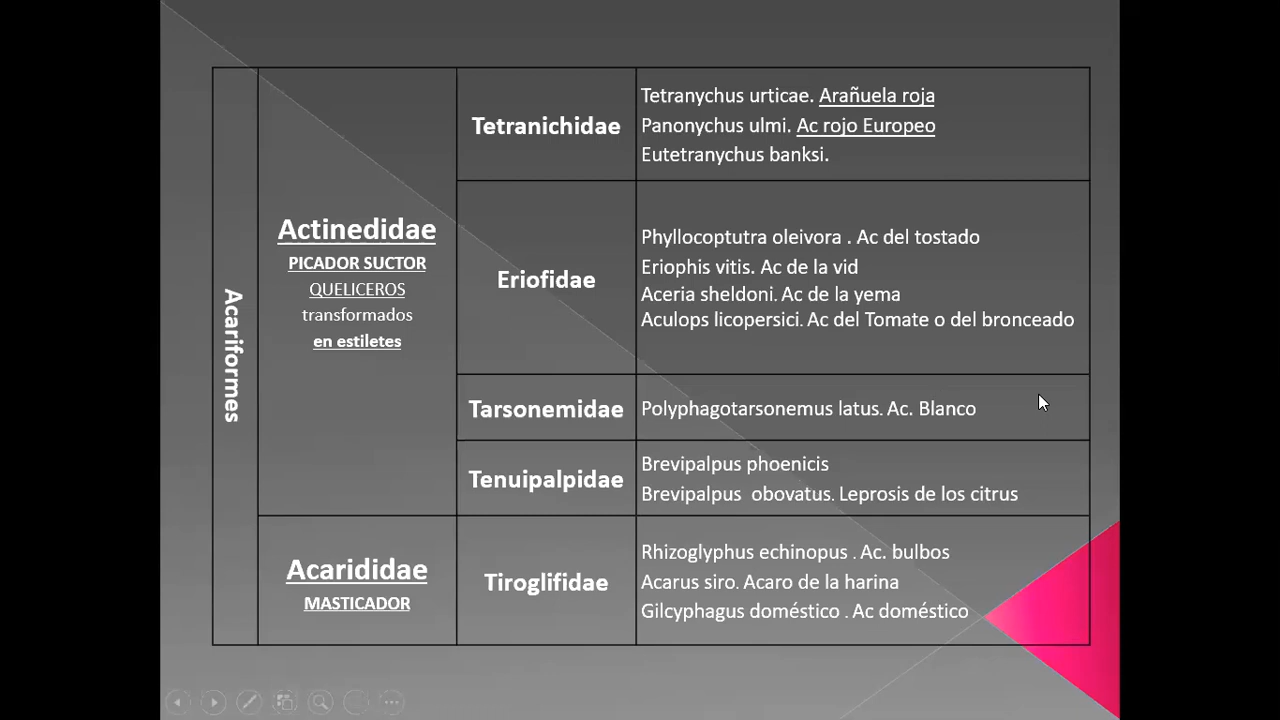 Acariformes
Actinedidae
PICADOR SUCTOR
QUELICEROS
transformados
en estiletes
Tetranichidae
Tetranychus urticae. Arañuela roja
Panonychus ulmi. Ac rojo Europeo
Eutetranychus banksi.
Eriofidae
Phyllocoptutra oleivora . Ac del tostado
Eriophis vitis. Ac de la vid
Aceria sheldoni. Ac de la yema
Aculops licopersici. Ac del Tomate o del bronceado
Tarsonemidae
Polyphagotarsonemus latus. Ac. Blanco
Tenuipalpidae
Brevipalpus phoenicis
Brevipalpus obovatus. Leprosis de los citrus
Acarididae
MASTICADOR
Tiroglifidae
Rhizoglyphus echinopus . Ac. bulbos
Acarus siro. Acaro de la harina
Gilcyphagus doméstico . Ac doméstico